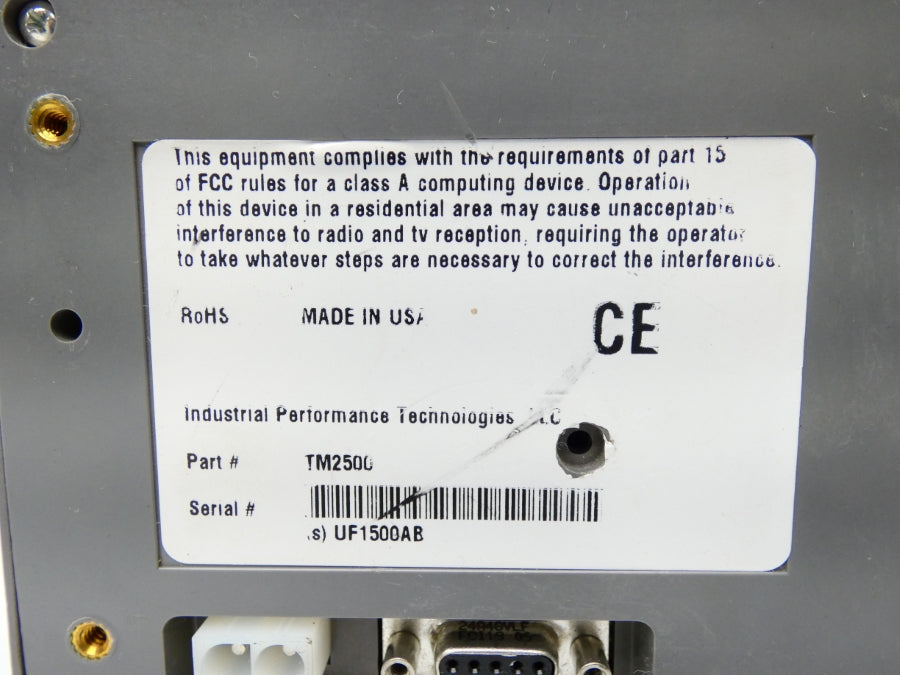 This equipment complies with the requirements of part 15
of FCC rules for a class A computing device. Operation
of this device in a residential area may cause unacceptable
interference to radio and tv reception, requiring the operator
to take whatever steps are necessary to correct the interference.
RoHS MADE IN USA CE
Industrial Performance Technologies, LLC
Part # TM2500
Serial #
s) UF1500AB